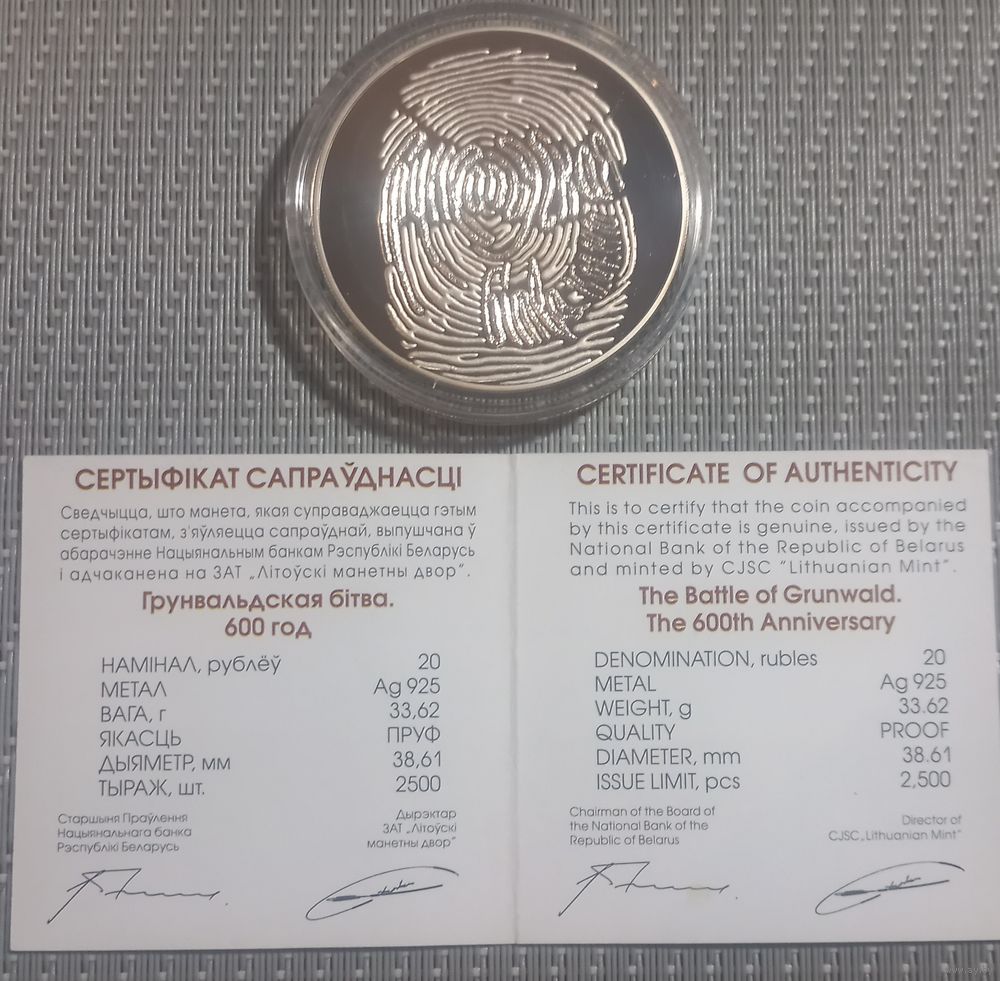 СЕРТЫФІКАТ САПРАЎДНАСЦІ
Сведчыцца, што манета, якая суправаджаецца гэтым
сертыфікатам, з'яўляецца сапраўднай, выпушчана ў
абарачэнне Нацыянальным банкам Рэспублікі Беларусь
і адчаканена на ЗАТ „Літоўскі манетны двор”.
Грунвальдская бітва.
600 год
НАМІНАЛ, рублёў 20
МЕТАЛ Ag 925
ВАГА, г 33,62
ЯКАСЦЬ ПРУФ
ДЫЯМЕТР, мм 38,61
ТЫРАЖ, шт. 2500
Старшыня Праўлення
Нацыянальнага банка
Рэспублікі Беларусь
Дырэктар
ЗАТ „Літоўскі
манетны двор”
CERTIFICATE OF AUTHENTICITY
This is to certify that the coin accompanied
by this certificate is genuine, issued by the
National Bank of the Republic of Belarus
and minted by CJSC “Lithuanian Mint”.
The Battle of Grunwald.
The 600th Anniversary
DENOMINATION, rubles 20
METAL Ag 925
WEIGHT, g 33.62
QUALITY PROOF
DIAMETER, mm 38.61
ISSUE LIMIT, pcs 2,500
Chairman of the Board of
the National Bank of the
Republic of Belarus
Director of
CJSC „Lithuanian Mint”